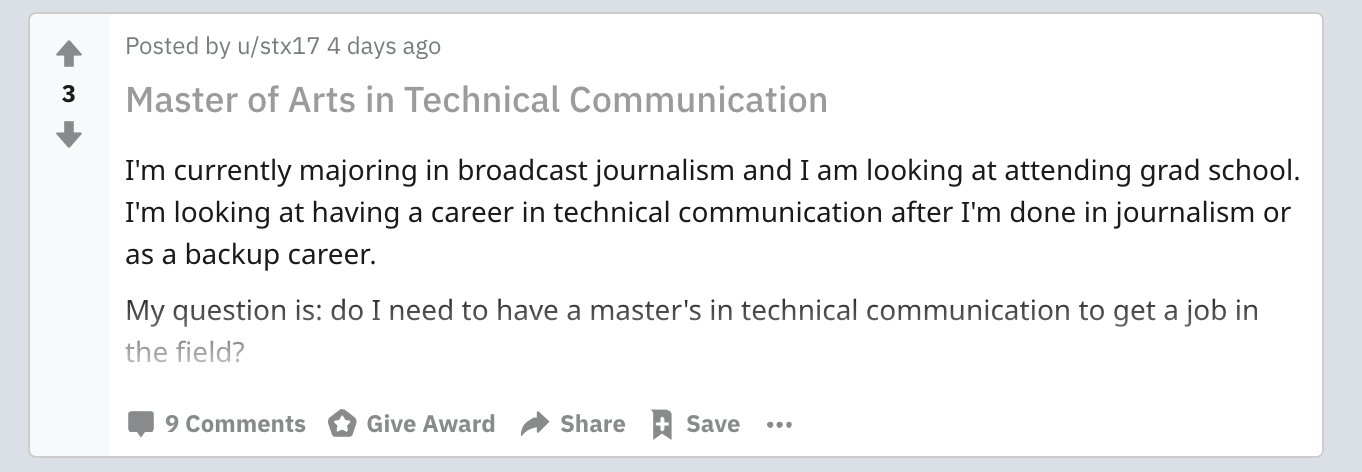 Posted by u/stx17 4 days ago
3
Master of Arts in Technical Communication
I'm currently majoring in broadcast journalism and I am looking at attending grad school.
I'm looking at having a career in technical communication after I'm done in journalism or
as a backup career.
My question is: do I need to have a master's in technical communication to get a job in
the field?
9 Comments Give Award Share Save ...